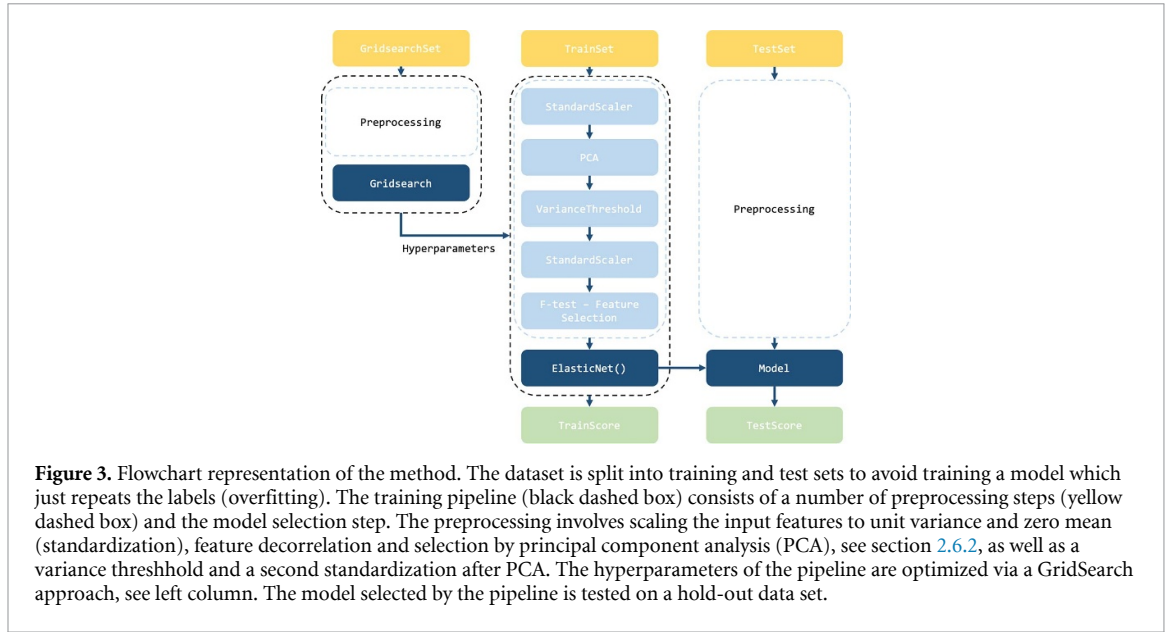 GridsearchSet
TrainSet
TestSet
Preprocessing
Gridsearch
Hyperparameters
StandardScaler
PCA
VarianceThreshold
StandardScaler
F-test - Feature
Selection
ElasticNet()
TrainScore
Preprocessing
Model
TestScore
Figure 3. Flowchart representation of the method. The dataset is split into training and test sets to avoid training a model which
just repeats the labels (overfitting). The training pipeline (black dashed box) consists of a number of preprocessing steps (yellow
dashed box) and the model selection step. The preprocessing involves scaling the input features to unit variance and zero mean
(standardization), feature decorrelation and selection by principal component analysis (PCA), see section 2.6.2, as well as a
variance threshhold and a second standardization after PCA. The hyperparameters of the pipeline are optimized via a GridSearch
approach, see left column. The model selected by the pipeline is tested on a hold-out data set.